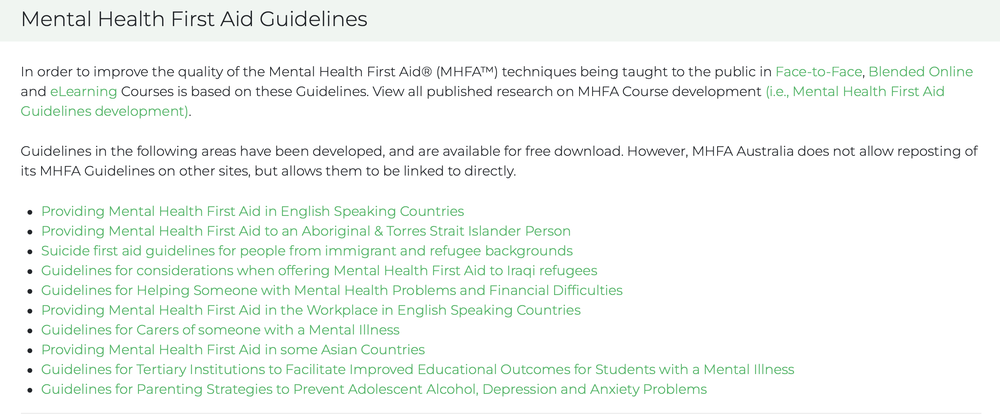 Mental Health First Aid Guidelines
In order to improve the quality of the Mental Health First Aid® (MHFA™) techniques being taught to the public in Face-to-Face, Blended Online
and eLearning Courses is based on these Guidelines. View all published research on MHFA Course development (i.e., Mental Health First Aid
Guidelines development).
Guidelines in the following areas have been developed, and are available for free download. However, MHFA Australia does not allow reposting of
its MHFA Guidelines on other sites, but allows them to be linked to directly.
• Providing Mental Health First Aid in English Speaking Countries
• Providing Mental Health First Aid to an Aboriginal & Torres Strait Islander Person
• Suicide first aid guidelines for people from immigrant and refugee backgrounds
• Guidelines for considerations when offering Mental Health First Aid to Iraqi refugees
• Guidelines for Helping Someone with Mental Health Problems and Financial Difficulties
• Providing Mental Health First Aid in the Workplace in English Speaking Countries
• Guidelines for Carers of someone with a Mental Illness
• Providing Mental Health First Aid in some Asian Countries
• Guidelines for Tertiary Institutions to Facilitate Improved Educational Outcomes for Students with a Mental Illness
• Guidelines for Parenting Strategies to Prevent Adolescent Alcohol, Depression and Anxiety Problems